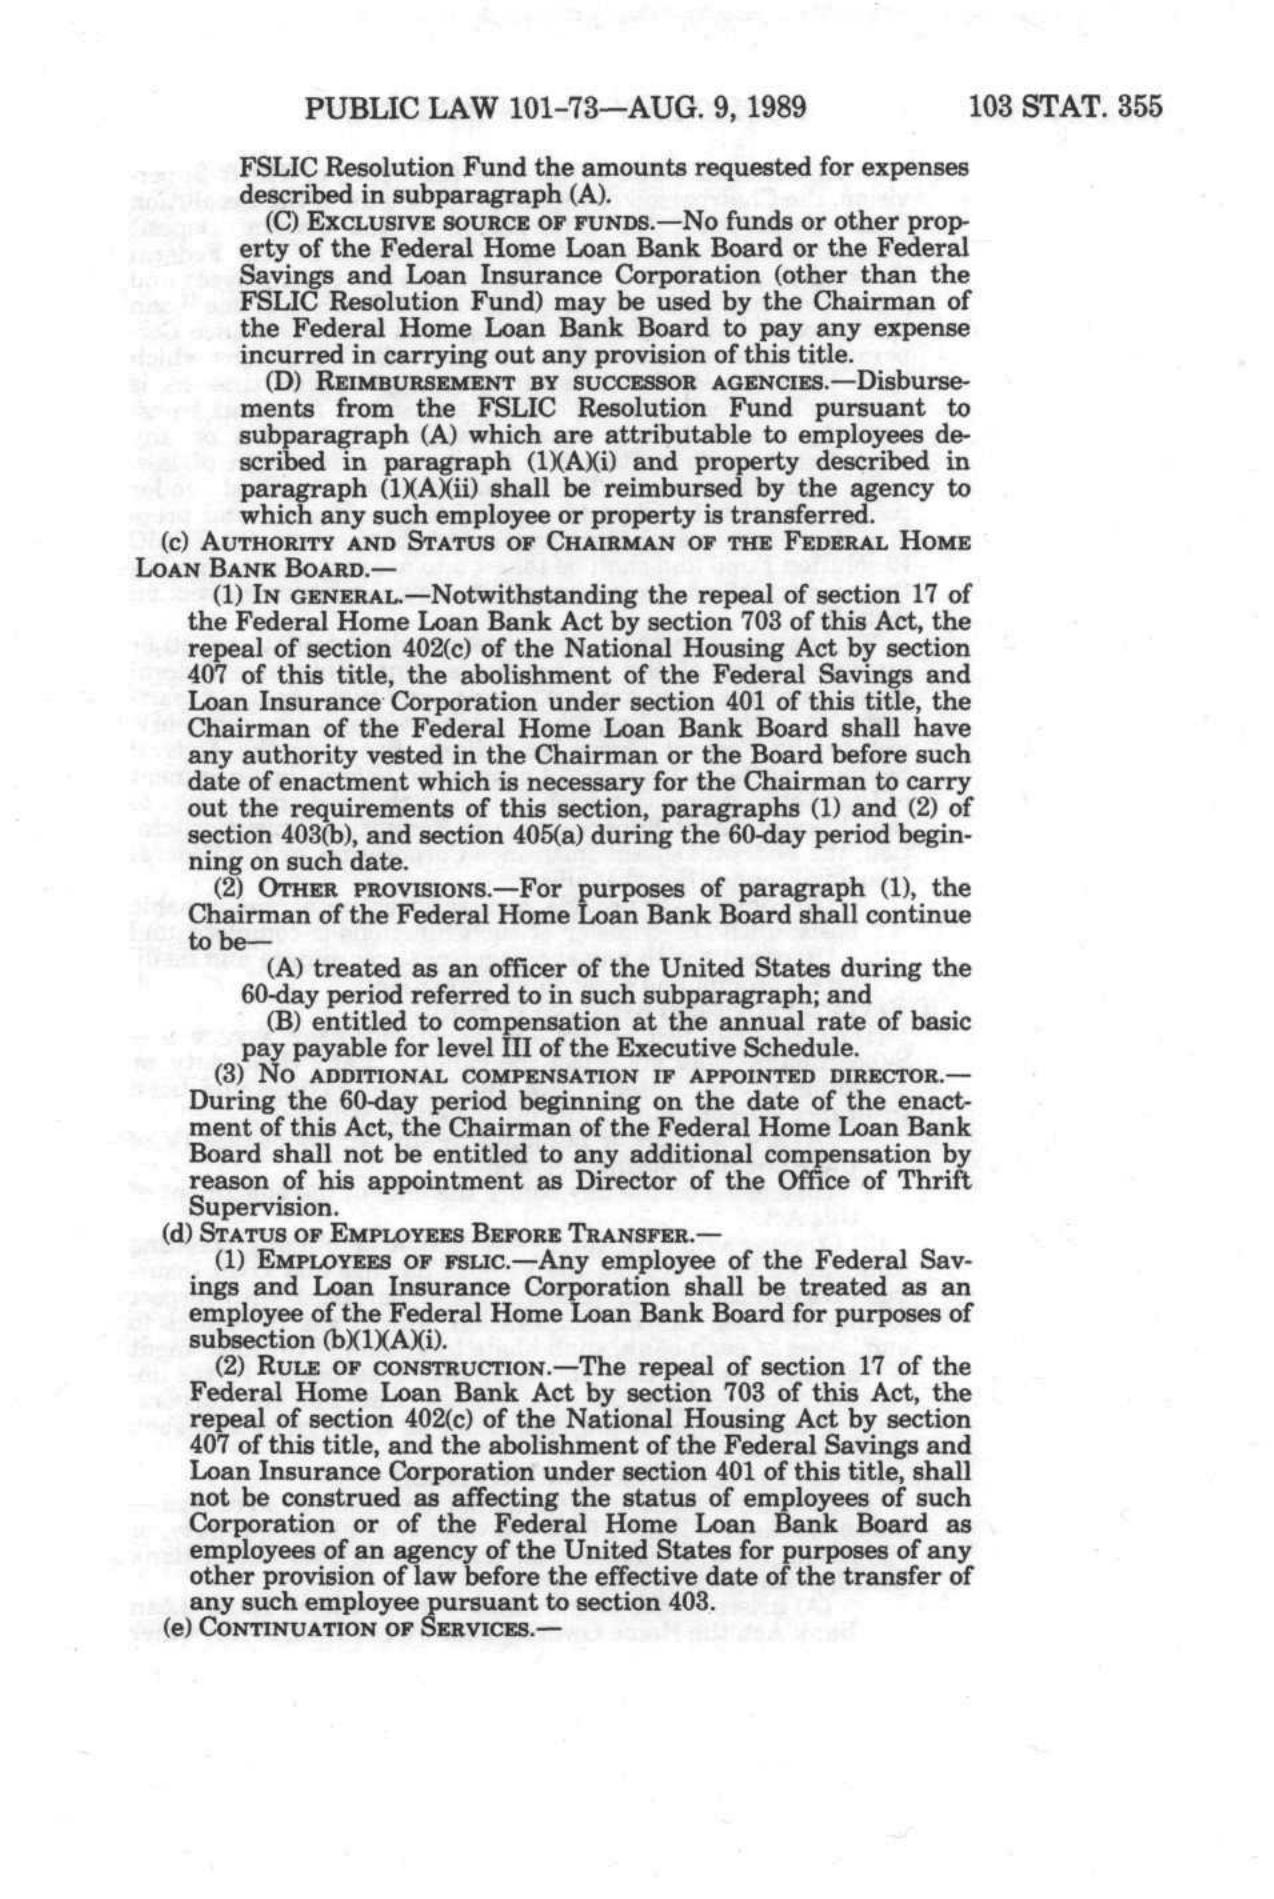 PUBLIC LAW 101-73—AUG. 9, 1989 103 STAT. 355
FSLIC Resolution Fund the amounts requested for expenses
described in subparagraph (A).
(C) EXCLUSIVE SOURCE OF FUNDS.—No funds or other prop-
erty of the Federal Home Loan Bank Board or the Federal
Savings and Loan Insurance Corporation (other than the
FSLIC Resolution Fund) may be used by the Chairman of
the Federal Home Loan Bank Board to pay any expense
incurred in carrying out any provision of this title.
(D) REIMBURSEMENT BY SUCCESSOR AGENCIES.—Disburse-
ments from the FSLIC Resolution Fund pursuant to
subparagraph (A) which are attributable to employees de-
scribed in paragraph (1)(A)(i) and property described in
paragraph (1)(A)(ii) shall be reimbursed by the agency to
which any such employee or property is transferred.
(c) AUTHORITY AND STATUS OF CHAIRMAN OF THE FEDERAL HOME
LOAN BANK BOARD.—
(1) IN GENERAL.—Notwithstanding the repeal of section 17 of
the Federal Home Loan Bank Act by section 703 of this Act, the
repeal of section 402(c) of the National Housing Act by section
407 of this title, the abolishment of the Federal Savings and
Loan Insurance Corporation under section 401 of this title, the
Chairman of the Federal Home Loan Bank Board shall have
any authority vested in the Chairman or the Board before such
date of enactment which is necessary for the Chairman to carry
out the requirements of this section, paragraphs (1) and (2) of
section 403(b), and section 405(a) during the 60-day period begin-
ning on such date.
(2) OTHER PROVISIONS.—For purposes of paragraph (1), the
Chairman of the Federal Home Loan Bank Board shall continue
to be—
(A) treated as an officer of the United States during the
60-day period referred to in such subparagraph; and
(B) entitled to compensation at the annual rate of basic
pay payable for level III of the Executive Schedule.
(3) NO ADDITIONAL COMPENSATION IF APPOINTED DIRECTOR.—
During the 60-day period beginning on the date of the enact-
ment of this Act, the Chairman of the Federal Home Loan Bank
Board shall not be entitled to any additional compensation by
reason of his appointment as Director of the Office of Thrift
Supervision.
(d) STATUS OF EMPLOYEES BEFORE TRANSFER.—
(1) EMPLOYEES OF FSLIC.—Any employee of the Federal Sav-
ings and Loan Insurance Corporation shall be treated as an
employee of the Federal Home Loan Bank Board for purposes of
subsection (b)(1)(A)(i).
(2) RULE OF CONSTRUCTION.—The repeal of section 17 of the
Federal Home Loan Bank Act by section 703 of this Act, the
repeal of section 402(c) of the National Housing Act by section
407 of this title, and the abolishment of the Federal Savings and
Loan Insurance Corporation under section 401 of this title, shall
not be construed as affecting the status of employees of such
Corporation or of the Federal Home Loan Bank Board as
employees of an agency of the United States for purposes of any
other provision of law before the effective date of the transfer of
any such employee pursuant to section 403.
(e) CONTINUATION OF SERVICES.—